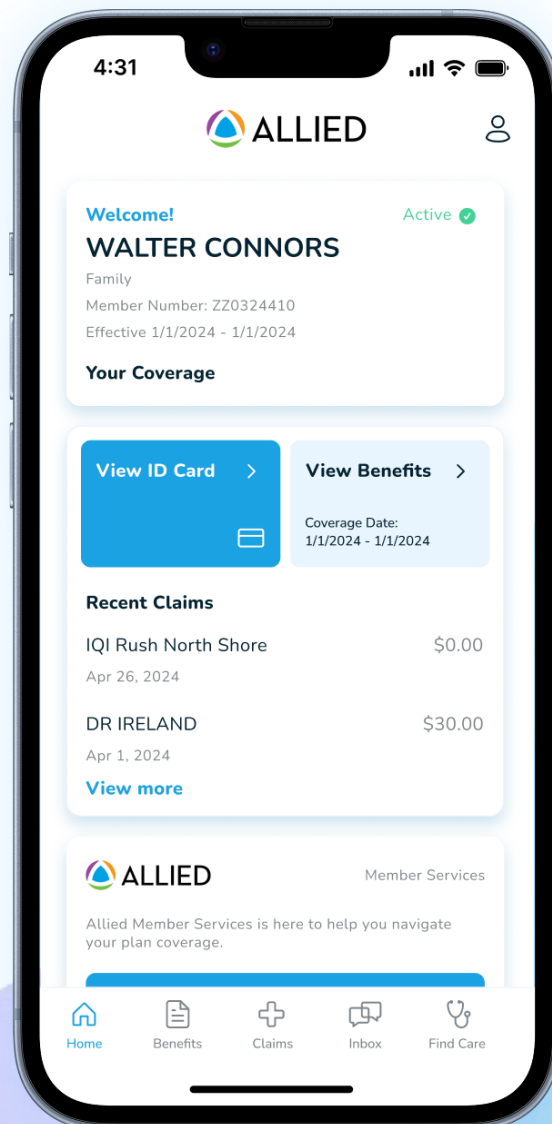 4:31
ALLIED
Welcome!
Active
WALTER CONNORS
Family
Member Number: ZZ0324410
Effective 1/1/2024 - 1/1/2024
Your Coverage
View ID Card
View Benefits
Coverage Date:
1/1/2024 - 1/1/2024
Recent Claims
IQI Rush North Shore $0.00
Apr 26, 2024
DR IRELAND $30.00
Apr 1, 2024
View more
ALLIED
Member Services
Allied Member Services is here to help you navigate
your plan coverage.
Home Benefits Claims Inbox Find Care